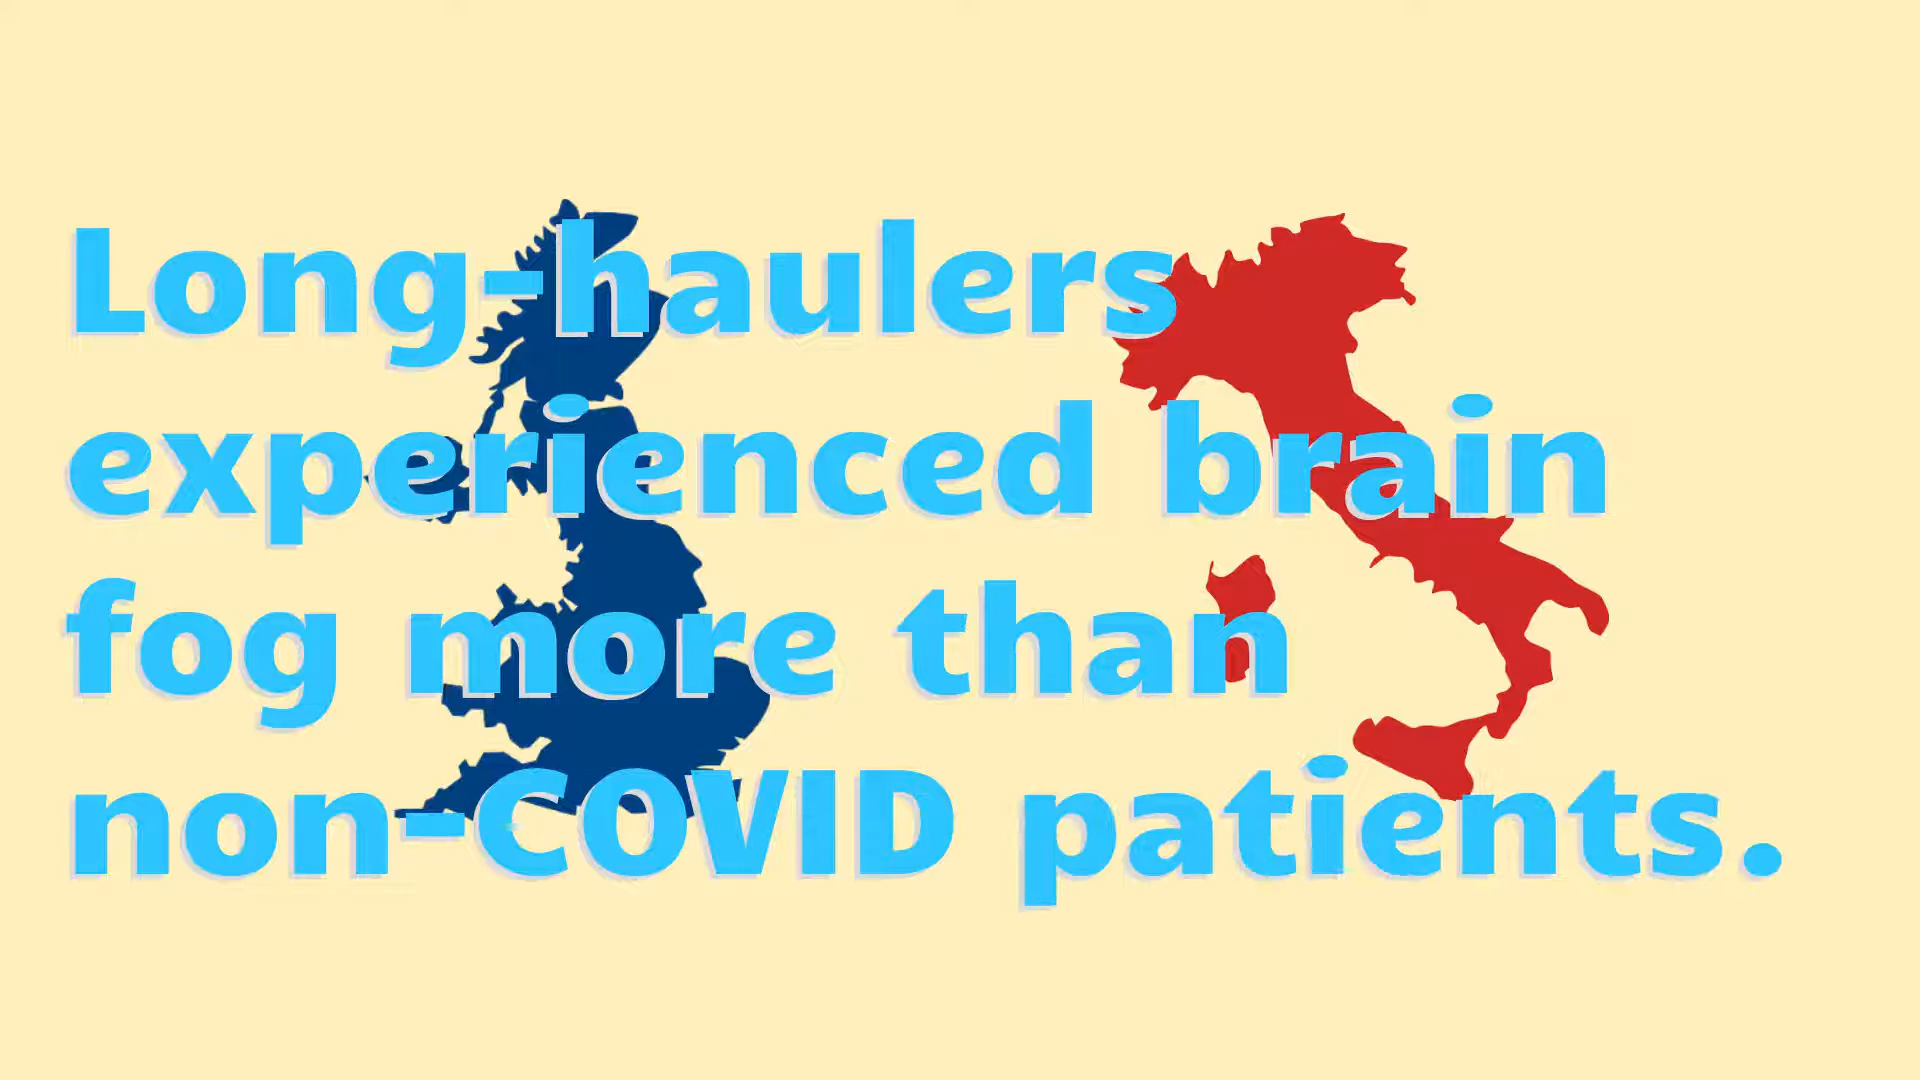 Long-haulers
experienced brain
fog more than
non-COVID patients.